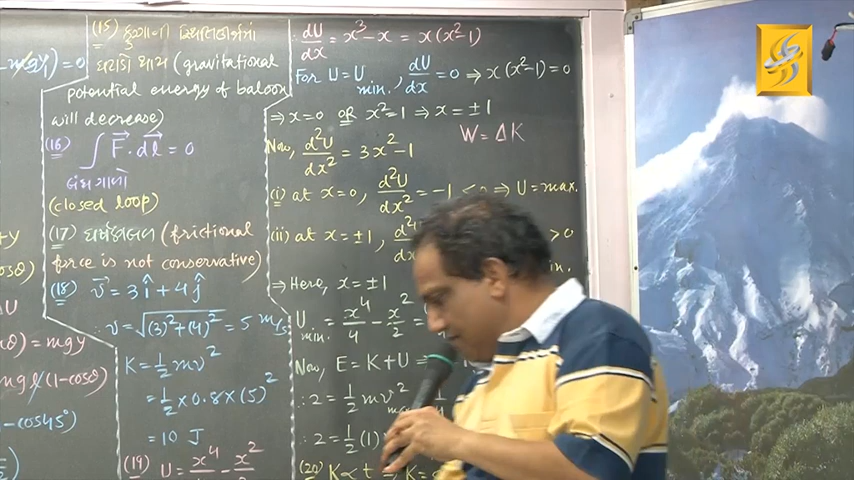 - mgy) = 0
+ y
cosθ)
θ) = mgy
mgl(1-cosθ)
1-cos45°
(15) ફુગ્ગાની
ઘટાડો થાય (gravitational
potential energy of baloon
will decrease)
(16) ∫ F⃗ · dl⃗ = 0
બંધગાળો
(closed loop)
(17) ઘર્ષણબળ (frictional
force is not conservative)
(18) v⃗ = 3î + 4ĵ
∴ v = √((3)²+(4)²) = 5 m/s
K = ½ mv²
= ½ × 0.8 × (5)²
= 10 J
(19) U = x⁴ - x²
∴ dU/dx = x³ - x = x(x²-1)
For U = U min., dU/dx = 0 ⇒ x(x²-1) = 0
⇒ x = 0 OR x² = 1 ⇒ x = ±1
W = ΔK
Now, d²U/dx² = 3x² - 1
(i) at x = 0, d²U/dx² = -1 < 0 ⇒ U = max.
(ii) at x = ±1, > 0
⇒ Here, x = ±1
U min. = x⁴/4 - x²/2 =
Now, E = K + U =
∴ 2 = ½ mv²
∴ 2 = ½ (1)
(20) K ∝ t ⇒ K =